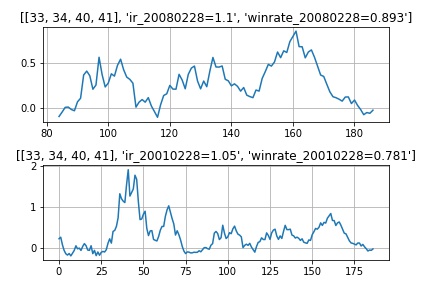 [[33, 34, 40, 41], 'ir_20080228=1.1', 'winrate_20080228=0.893']
0.5
0.0
80 100 120 140 160 180
[[33, 34, 40, 41], 'ir_20010228=1.05', 'winrate_20010228=0.781']
2
1
0
0 25 50 75 100 125 150 175